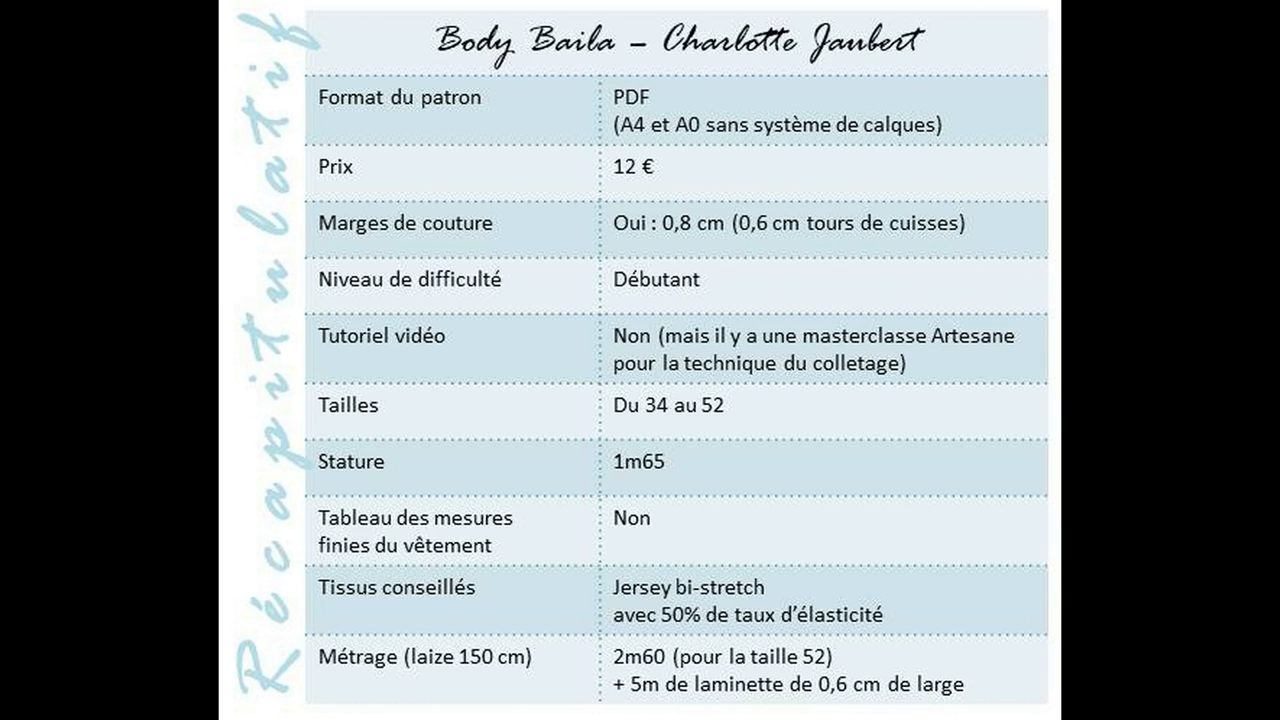 Récapitulatif
Body Baila – Charlotte Jaubert
Format du patron
PDF
(A4 et A0 sans système de calques)
Prix
12 €
Marges de couture
Oui : 0,8 cm (0,6 cm tours de cuisses)
Niveau de difficulté
Débutant
Tutoriel vidéo
Non (mais il y a une masterclasse Artesane
pour la technique du colletage)
Tailles
Du 34 au 52
Stature
1m65
Tableau des mesures
finies du vêtement
Non
Tissus conseillés
Jersey bi-stretch
avec 50% de taux d’élasticité
Métrage (laize 150 cm)
2m60 (pour la taille 52)
+ 5m de laminette de 0,6 cm de large